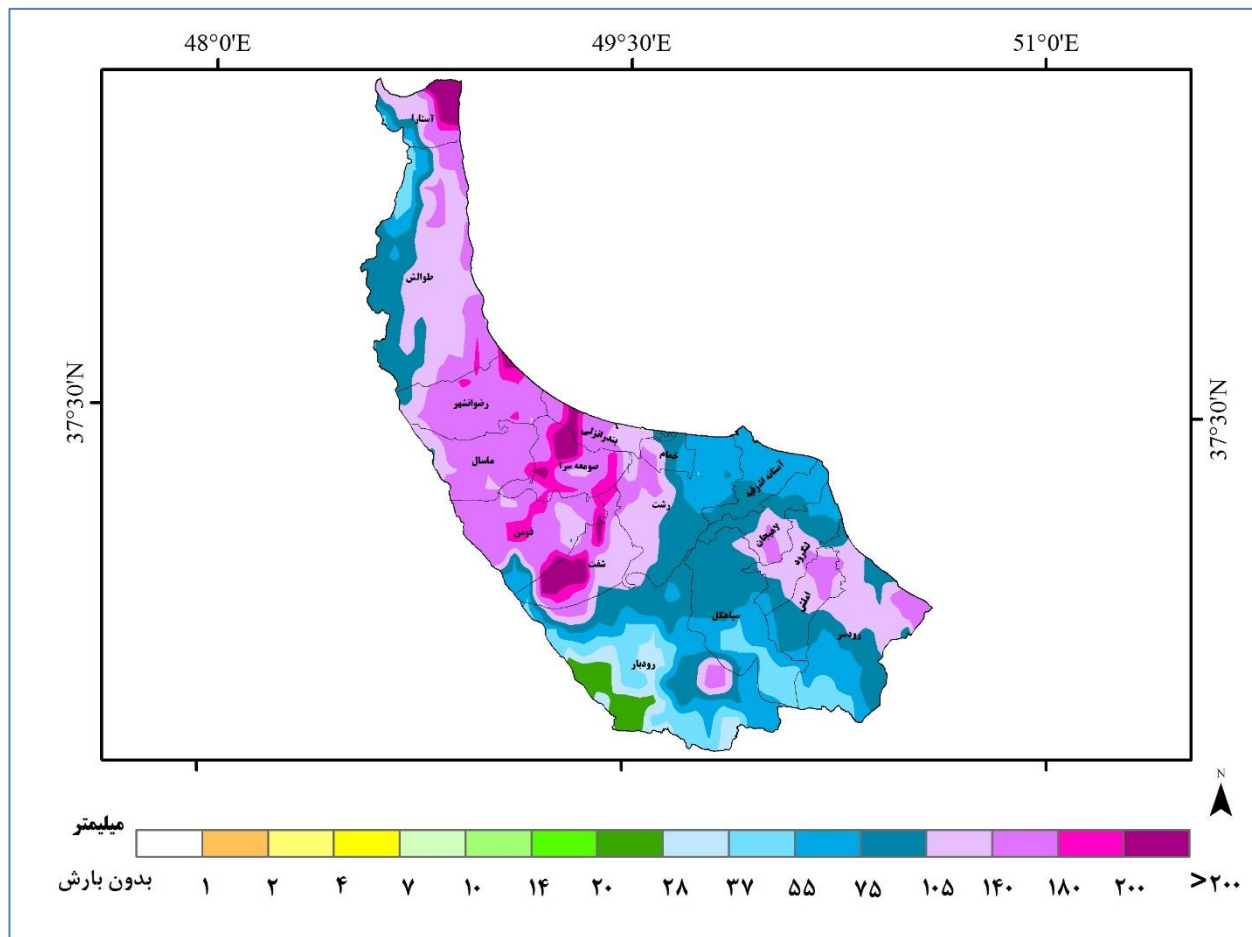 48°0'E 49°30'E 51°0'E
آستارا
طوالش
37°30'N
37°30'N
رضوانشهر
بندرانزلی
ماسال
صومعه سرا
خمام
آستانه اشرفیه
رشت
فومن
لاهیجان
لنگرود
شفت
املش
سیاهکل
رودسر
رودبار
N
میلیمتر
بدون بارش ۱ ۲ ۴ ۷ ۱۰ ۱۴ ۲۰ ۲۸ ۳۷ ۵۵ ۷۵ ۱۰۵ ۱۴۰ ۱۸۰ ۲۰۰ >۲۰۰